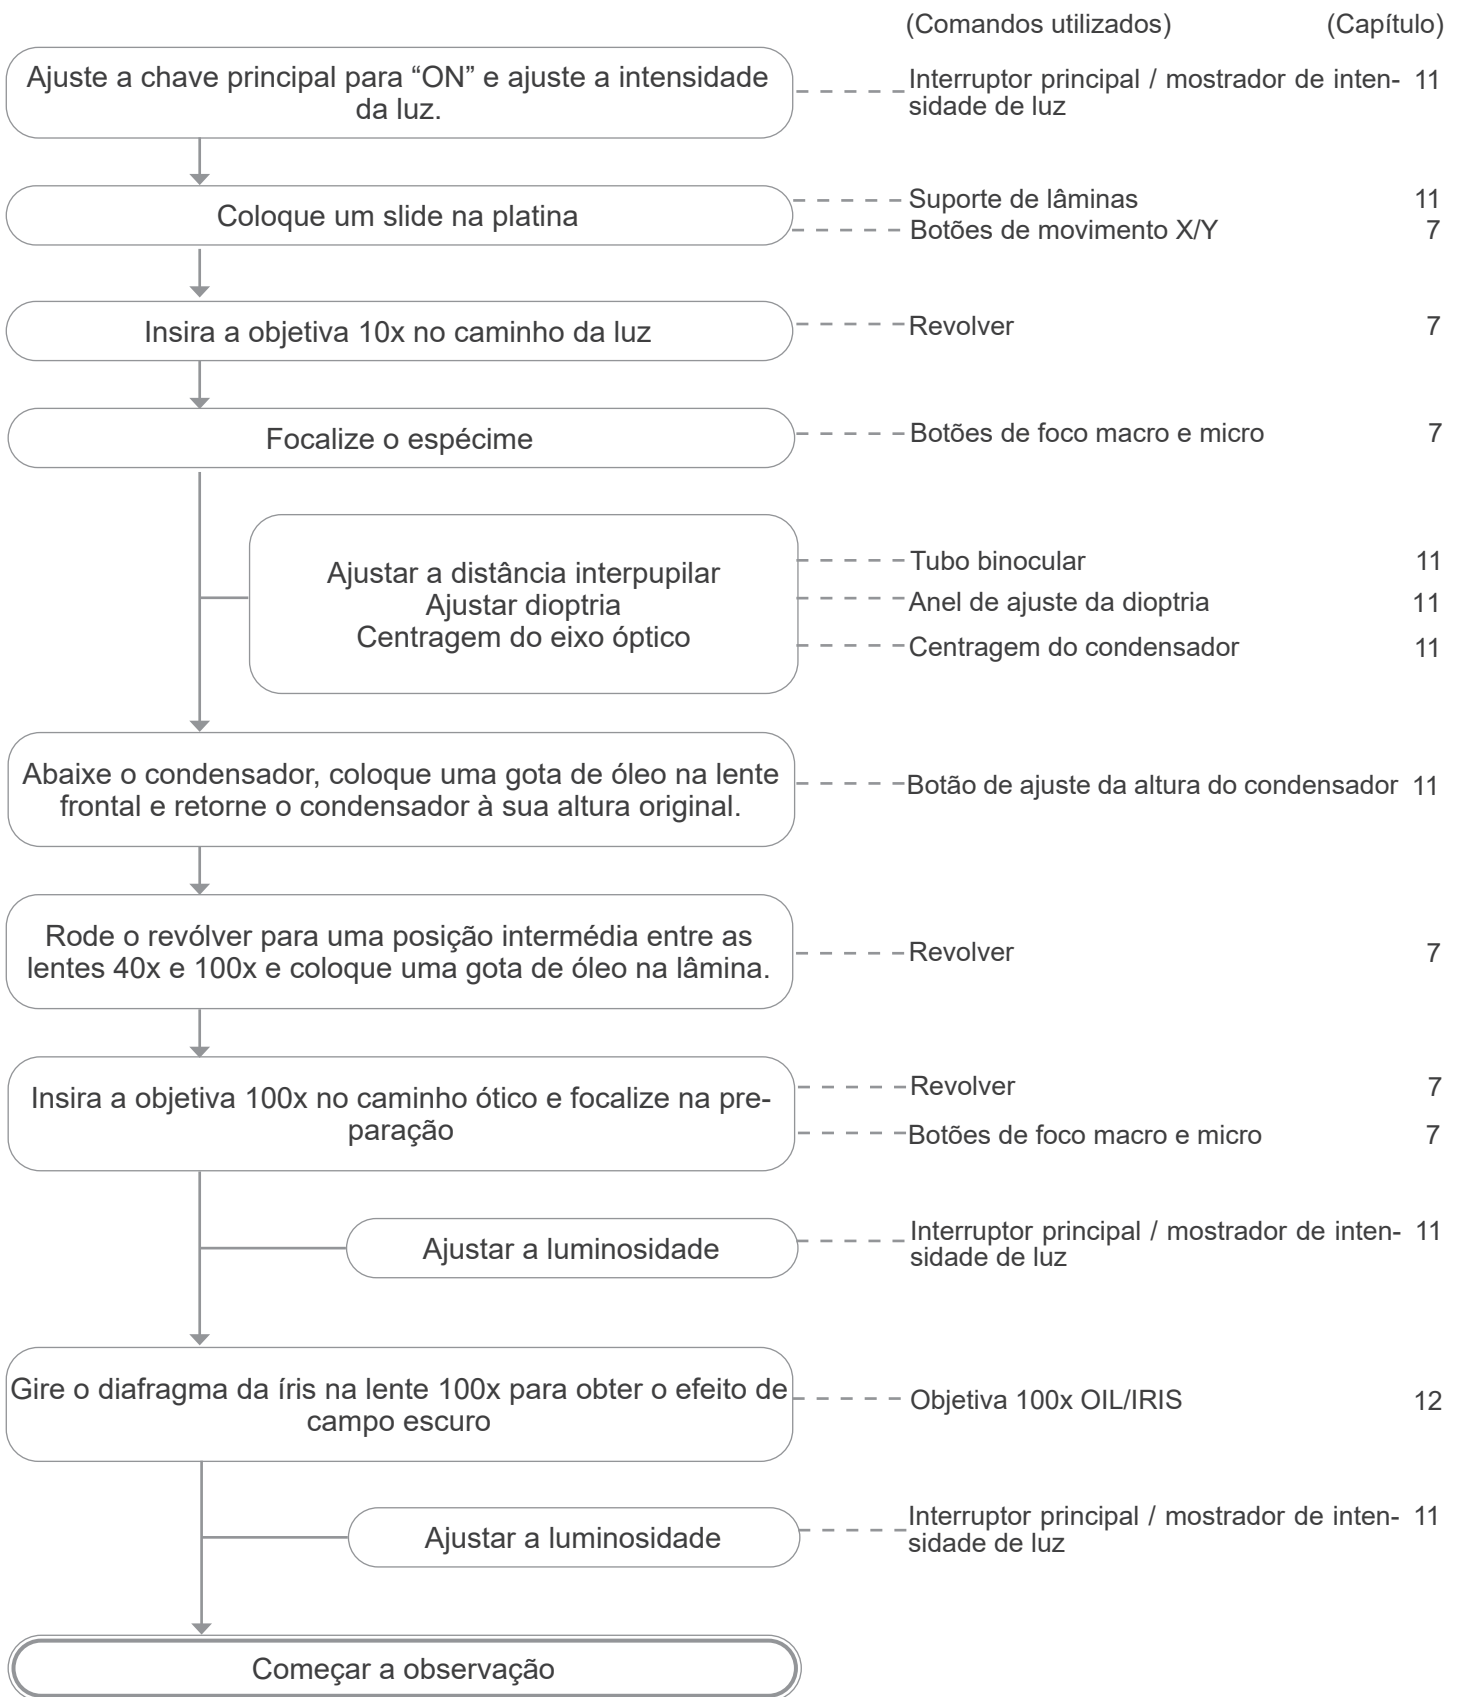 (Comandos utilizados) (Capítulo)
Ajuste a chave principal para “ON” e ajuste a intensidade
da luz.
Interruptor principal / mostrador de inten- 11
sidade de luz
Coloque um slide na platina
Suporte de lâminas 11
Botões de movimento X/Y 7
Insira a objetiva 10x no caminho da luz
Revolver 7
Focalize o espécime
Botões de foco macro e micro 7
Ajustar a distância interpupilar
Ajustar dioptria
Centragem do eixo óptico
Tubo binocular 11
Anel de ajuste da dioptria 11
Centragem do condensador 11
Abaixe o condensador, coloque uma gota de óleo na lente
frontal e retorne o condensador à sua altura original.
Botão de ajuste da altura do condensador 11
Rode o revólver para uma posição intermédia entre as
lentes 40x e 100x e coloque uma gota de óleo na lâmina.
Revolver 7
Insira a objetiva 100x no caminho ótico e focalize na pre-
paração
Revolver 7
Botões de foco macro e micro 7
Ajustar a luminosidade
Interruptor principal / mostrador de inten- 11
sidade de luz
Gire o diafragma da íris na lente 100x para obter o efeito de
campo escuro
Objetiva 100x OIL/IRIS 12
Ajustar a luminosidade
Interruptor principal / mostrador de inten- 11
sidade de luz
Começar a observação